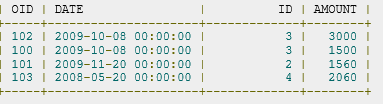 | OID | DATE                | ID | AMOUNT |
+-----+---------------------+----+--------+
| 102 | 2009-10-08 00:00:00 | 3 | 3000 |
| 100 | 2009-10-08 00:00:00 | 3 | 1500 |
| 101 | 2009-11-20 00:00:00 | 2 | 1560 |
| 103 | 2008-05-20 00:00:00 | 4 | 2060 |
+-----+---------------------+----+--------+